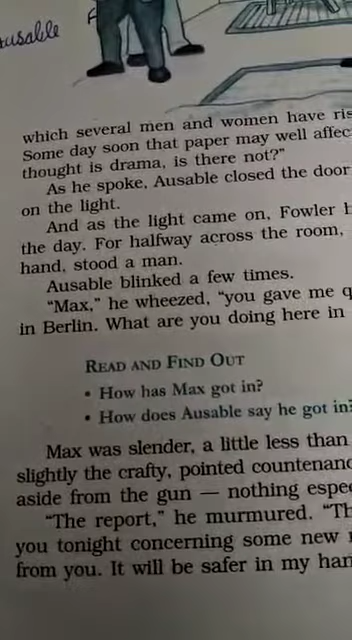 Ausable
which several men and women have
Some day soon that paper may well affec
thought is drama, is there not?"
As he spoke, Ausable closed the door
on the light.
And as the light came on, Fowler h
the day. For halfway across the room,
hand, stood a man.
Ausable blinked a few times.
"Max," he wheezed, "you gave me q
in Berlin. What are you doing here in
READ AND FIND OUT
• How has Max got in?
• How does Ausable say he got in?
Max was slender, a little less than
slightly the crafty, pointed countenanc
aside from the gun — nothing espe
"The report," he murmured. "Th
you tonight concerning some new
from you. It will be safer in my han